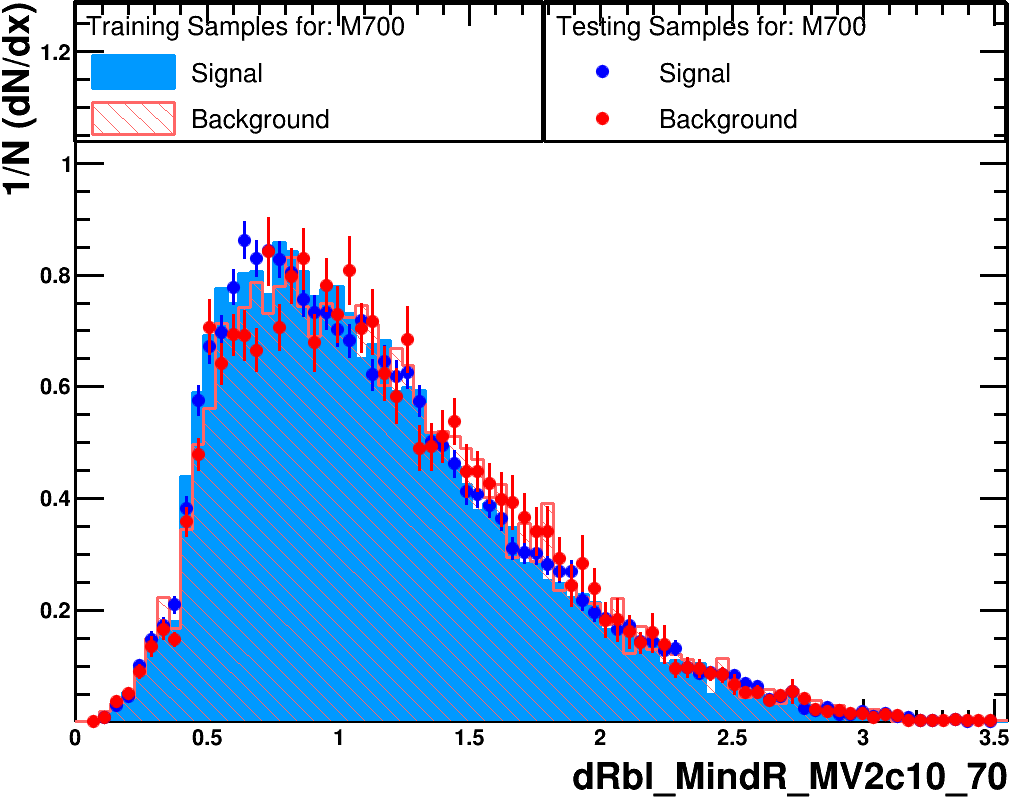 1/N (dN/dx)
Training Samples for: M700
Signal
Background
Testing Samples for: M700
Signal
Background
1.2
1
0.8
0.6
0.4
0.2
0 0.5 1 1.5 2 2.5 3 3.5
dRbl_MindR_MV2c10_70